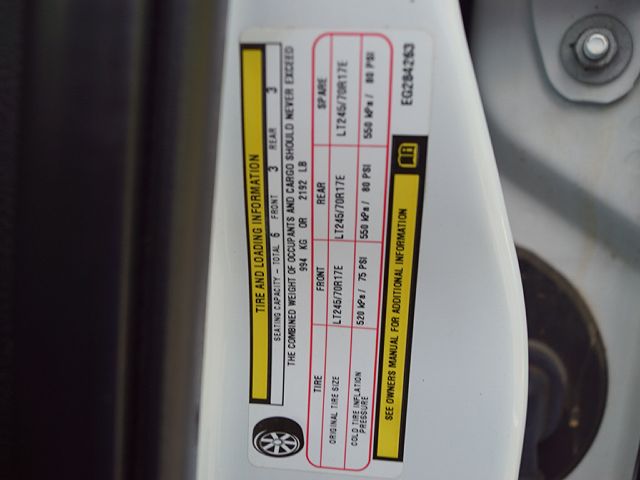 TIRE AND LOADING INFORMATION
SEATING CAPACITY - TOTAL 6 FRONT 3 REAR 3
THE COMBINED WEIGHT OF OCCUPANTS AND CARGO SHOULD NEVER EXCEED
994 KG OR 2192 LB
TIRE FRONT REAR SPARE
ORIGINAL TIRE SIZE LT245/70R17E LT245/70R17E LT245/70R17E
COLD TIRE INFLATION PRESSURE 520 kPa/ 75 PSI 550 kPa/ 80 PSI 550 kPa/ 80 PSI
SEE OWNERS MANUAL FOR ADDITIONAL INFORMATION
EG284263